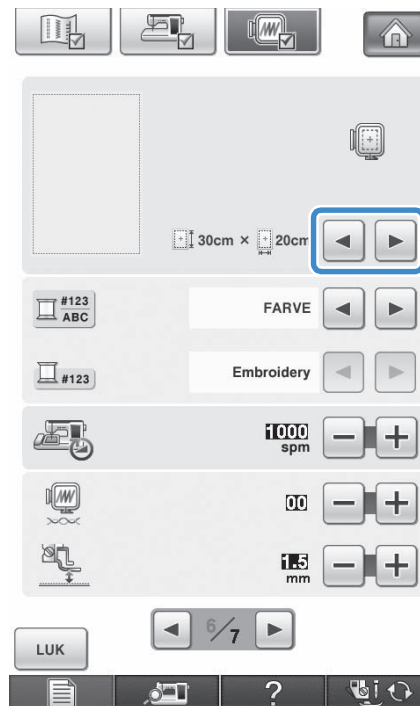 30cm × 20cm
#123
ABC
FARVE
#123
Embroidery
1000
spm
00
1.5
mm
6/7
LUK
?